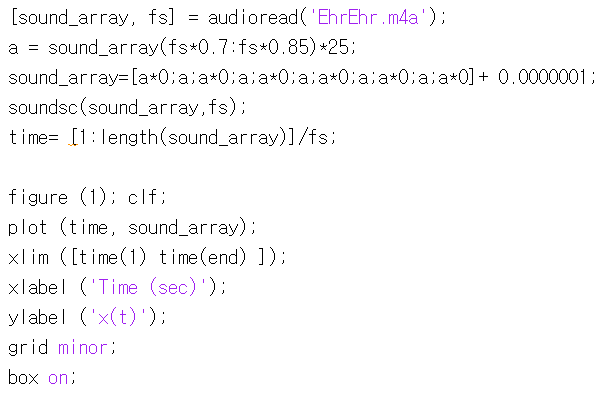 [sound_array, fs] = audioread('EhrEhr.m4a');
a = sound_array(fs*0.7:fs*0.85)*25;
sound_array=[a*0;a;a*0;a;a*0;a;a*0;a;a*0;a;a*0]+ 0.0000001;
soundsc(sound_array,fs);
time= [1:length(sound_array)]/fs;
figure (1); clf;
plot (time, sound_array);
xlim ([time(1) time(end) ]);
xlabel ('Time (sec)');
ylabel ('x(t)');
grid minor;
box on;